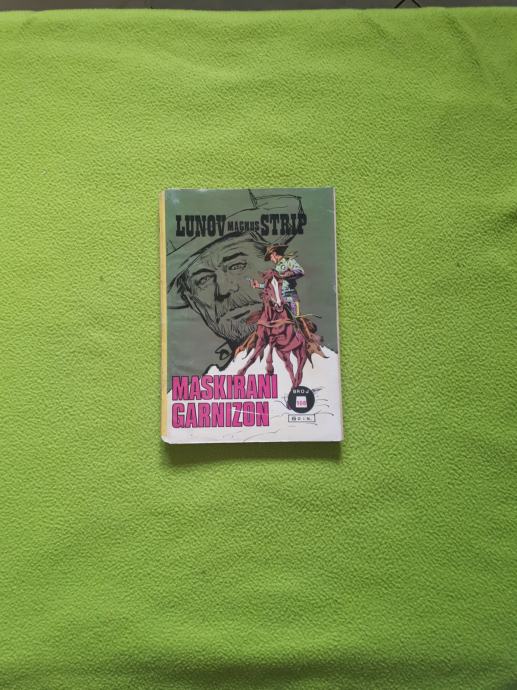 LUNOV MAGNUS STRIP
MASKIRANI
GARNIZON
BROJ